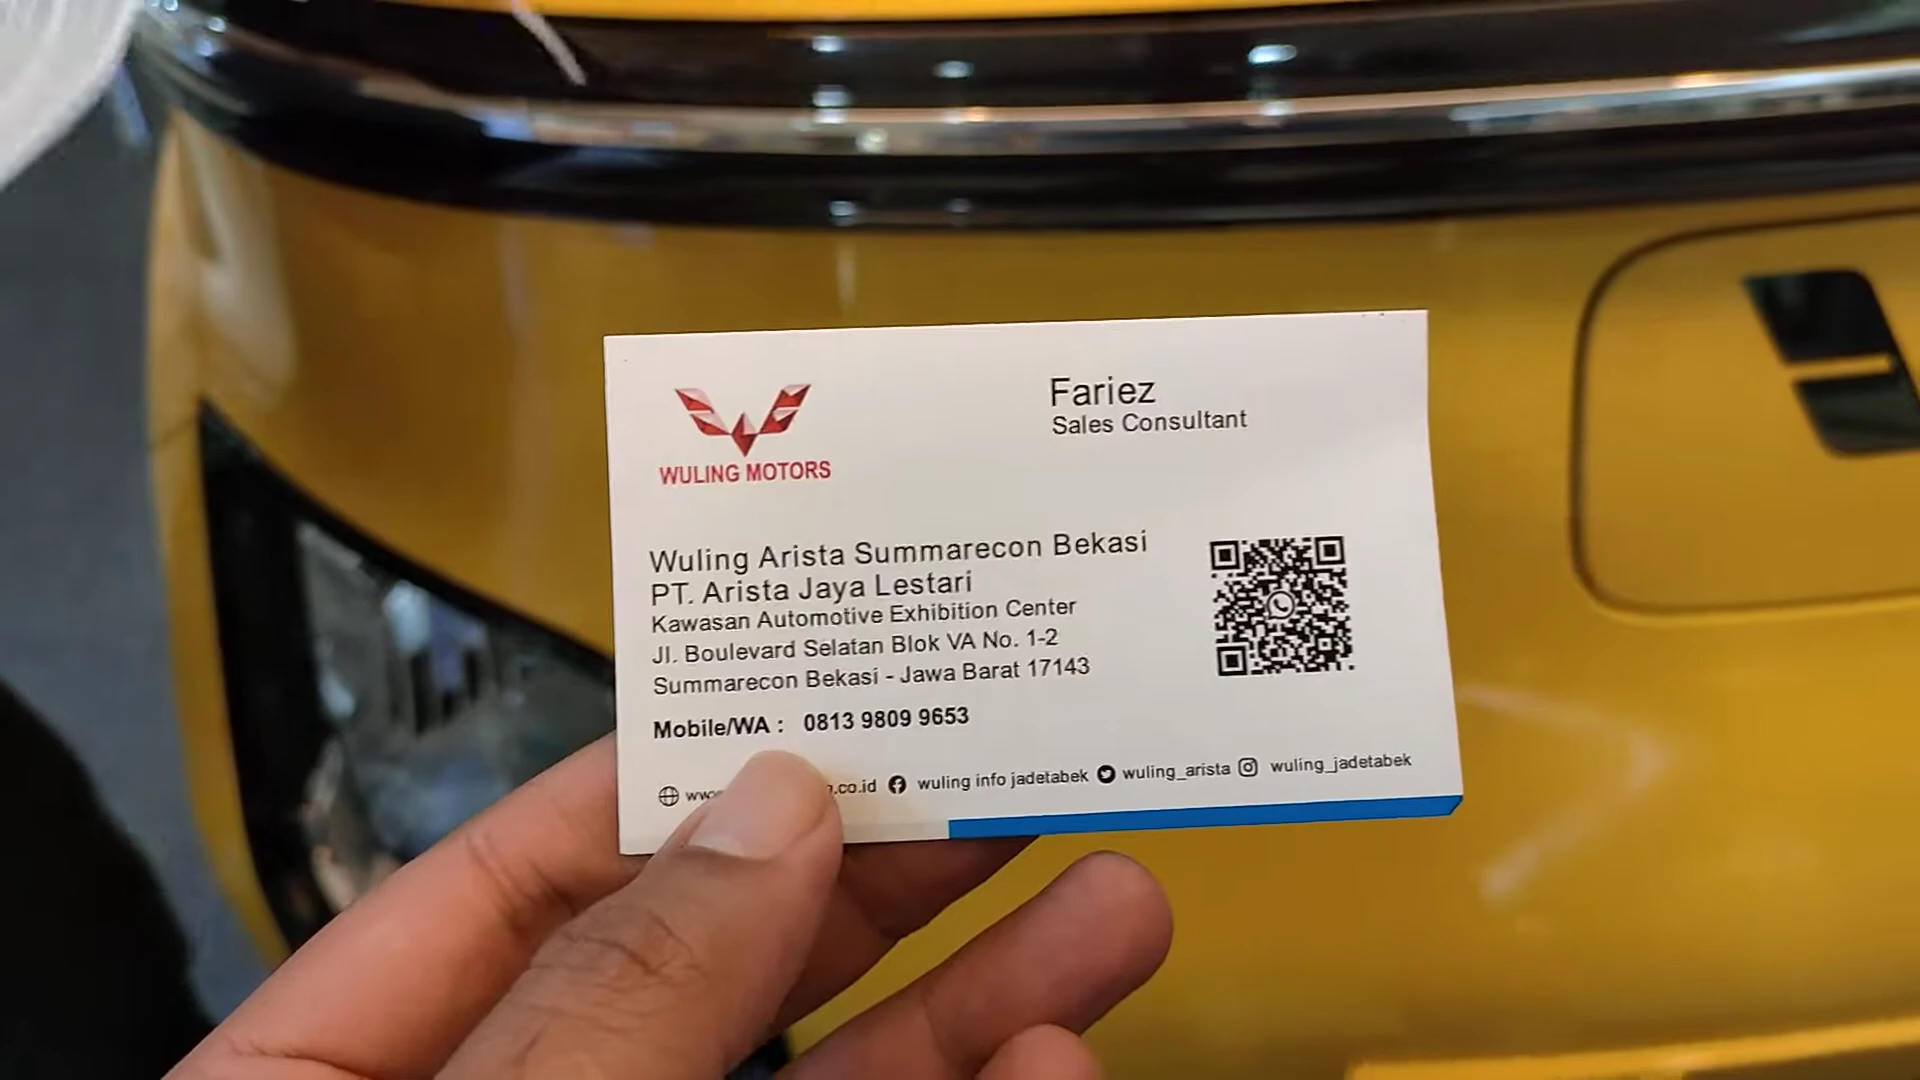 WULING MOTORS
Fariez
Sales Consultant
Wuling Arista Summarecon Bekasi
PT. Arista Jaya Lestari
Kawasan Automotive Exhibition Center
Jl. Boulevard Selatan Blok VA No. 1-2
Summarecon Bekasi - Jawa Barat 17143
Mobile/WA : 0813 9809 9653
wuling info jadetabek wuling_arista wuling_jadetabek